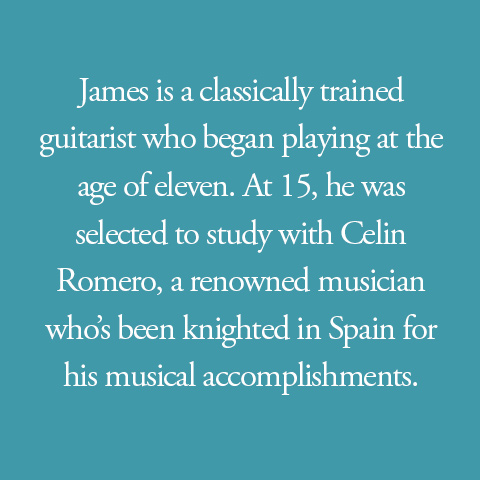 James is a classically trained
guitarist who began playing at the
age of eleven. At 15, he was
selected to study with Celin
Romero, a renowned musician
who’s been knighted in Spain for
his musical accomplishments.